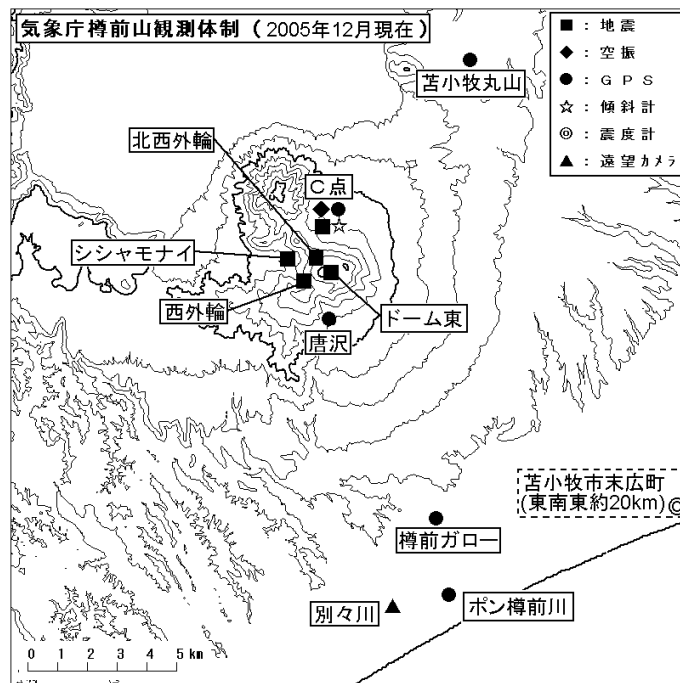 気象庁樽前山観測体制（2005年12月現在）
■：地震
◆：空振
●：ＧＰＳ
☆：傾斜計
◎：震度計
▲：遠望カメラ
苫小牧丸山
北西外輪
Ｃ点
シシャモナイ
西外輪
ドーム東
唐沢
苫小牧市末広町
(東南東約20km)
樽前ガロー
別々川
ポン樽前川
0 1 2 3 4 5 km